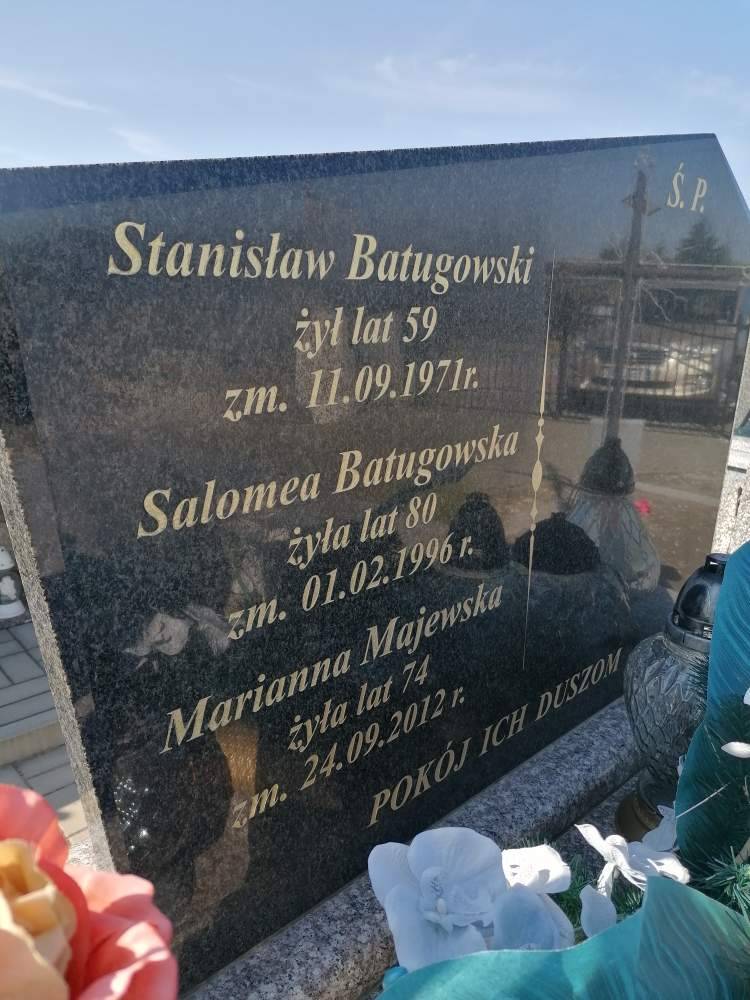 Ś. P.
Stanisław Batugowski
żył lat 59
zm. 11.09.1971r.
Salomea Batugowska
żyła lat 80
zm. 01.02.1996 r.
Marianna Majewska
żyła lat 74
zm. 24.09.2012 r.
POKÓJ ICH DUSZOM